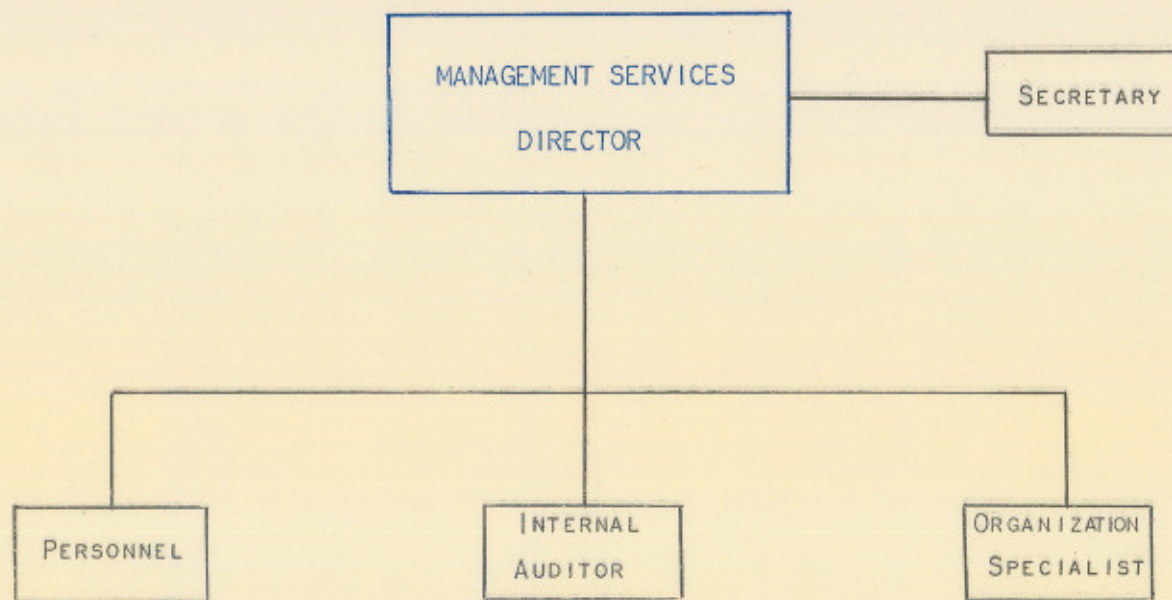 MANAGEMENT SERVICES
DIRECTOR
SECRETARY
PERSONNEL
INTERNAL
AUDITOR
ORGANIZATION
SPECIALIST